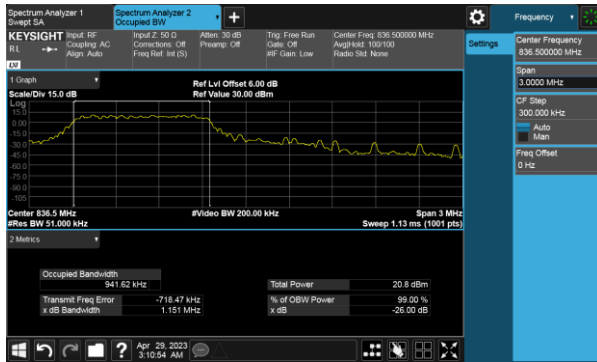 Spectrum Analyzer 1
Swept SA
Spectrum Analyzer 2
Occupied BW
+
Frequency
KEYSIGHT
RL
Input: RF
Coupling: AC
Align: Auto
Input Z: 50 Ω
Corrections: Off
Freq Ref: Int (S)
Atten: 30 dB
Preamp: Off
Trig: Free Run
Gate: Off
#IF Gain: Low
Center Freq: 836.500000 MHz
Avg|Hold: 100/100
Radio Std: None
LXI
Settings
Center Frequency
836.500000 MHz
Span
3.0000 MHz
CF Step
300.000 kHz
Auto
Man
Freq Offset
0 Hz
1 Graph
Scale/Div 15.0 dB
Ref Lvl Offset 6.00 dB
Ref Value 30.00 dBm
Log
15.0
0.00
-15.0
-30.0
-45.0
-60.0
-75.0
-90.0
-105
Center 836.5 MHz
#Res BW 51.000 kHz
#Video BW 200.00 kHz
Span 3 MHz
Sweep 1.13 ms (1001 pts)
2 Metrics
Occupied Bandwidth
941.62 kHz
Total Power 20.8 dBm
Transmit Freq Error -718.47 kHz
% of OBW Power 99.00 %
x dB Bandwidth 1.151 MHz
x dB -26.00 dB
?
Apr 29, 2023
3:10:54 AM